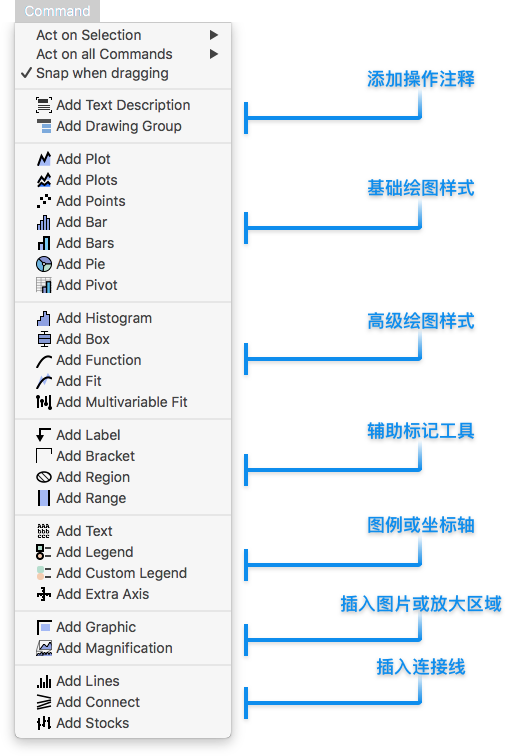 Command
Act on Selection
Act on all Commands
Snap when dragging
添加操作注释
Add Text Description
Add Drawing Group
基础绘图样式
Add Plot
Add Plots
Add Points
Add Bar
Add Bars
Add Pie
Add Pivot
高级绘图样式
Add Histogram
Add Box
Add Function
Add Fit
Add Multivariable Fit
辅助标记工具
Add Label
Add Bracket
Add Region
Add Range
图例或坐标轴
Add Text
Add Legend
Add Custom Legend
Add Extra Axis
插入图片或放大区域
Add Graphic
Add Magnification
插入连接线
Add Lines
Add Connect
Add Stocks